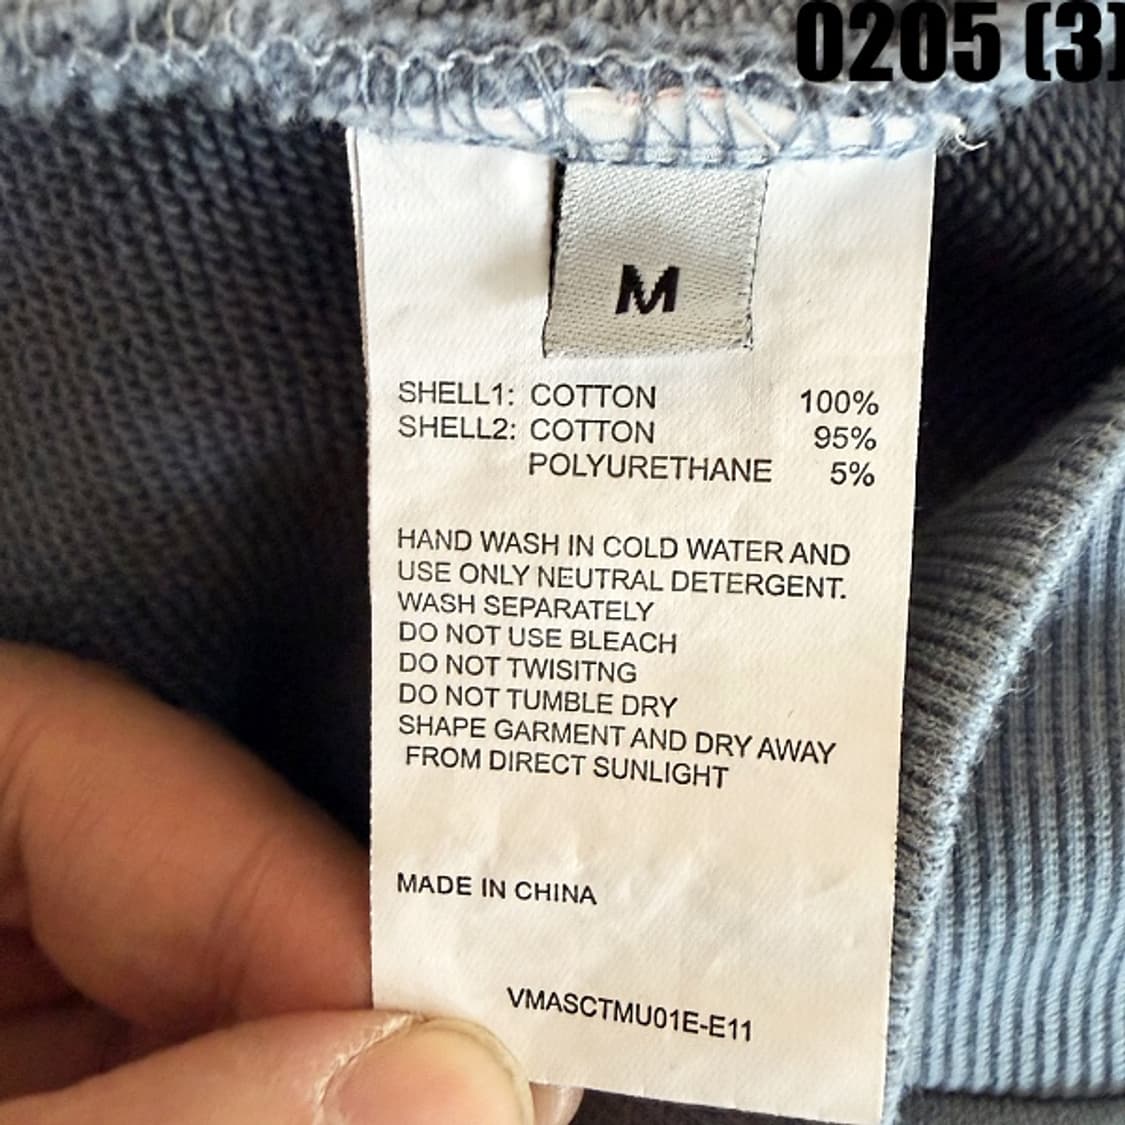 0205 (3)
M
SHELL1: COTTON 100%
SHELL2: COTTON 95%
POLYURETHANE 5%
HAND WASH IN COLD WATER AND
USE ONLY NEUTRAL DETERGENT.
WASH SEPARATELY
DO NOT USE BLEACH
DO NOT TWISITNG
DO NOT TUMBLE DRY
SHAPE GARMENT AND DRY AWAY
FROM DIRECT SUNLIGHT
MADE IN CHINA
VMASCTMU01E-E11